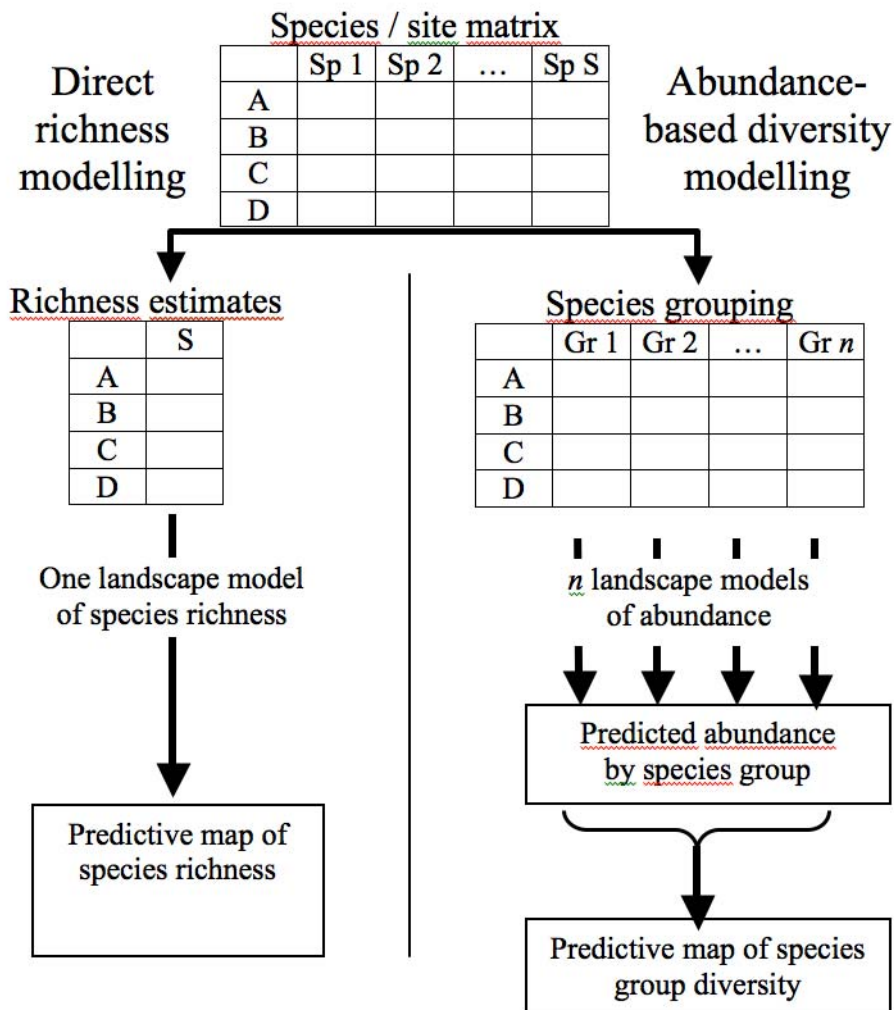 Species / site matrix
Sp 1 Sp 2 … Sp S
A
B
C
D
Direct
richness
modelling
Abundance-
based diversity
modelling
Richness estimates
S
A
B
C
D
One landscape model
of species richness
Predictive map of
species richness
Species grouping
Gr 1 Gr 2 … Gr n
A
B
C
D
n landscape models
of abundance
Predicted abundance
by species group
Predictive map of species
group diversity